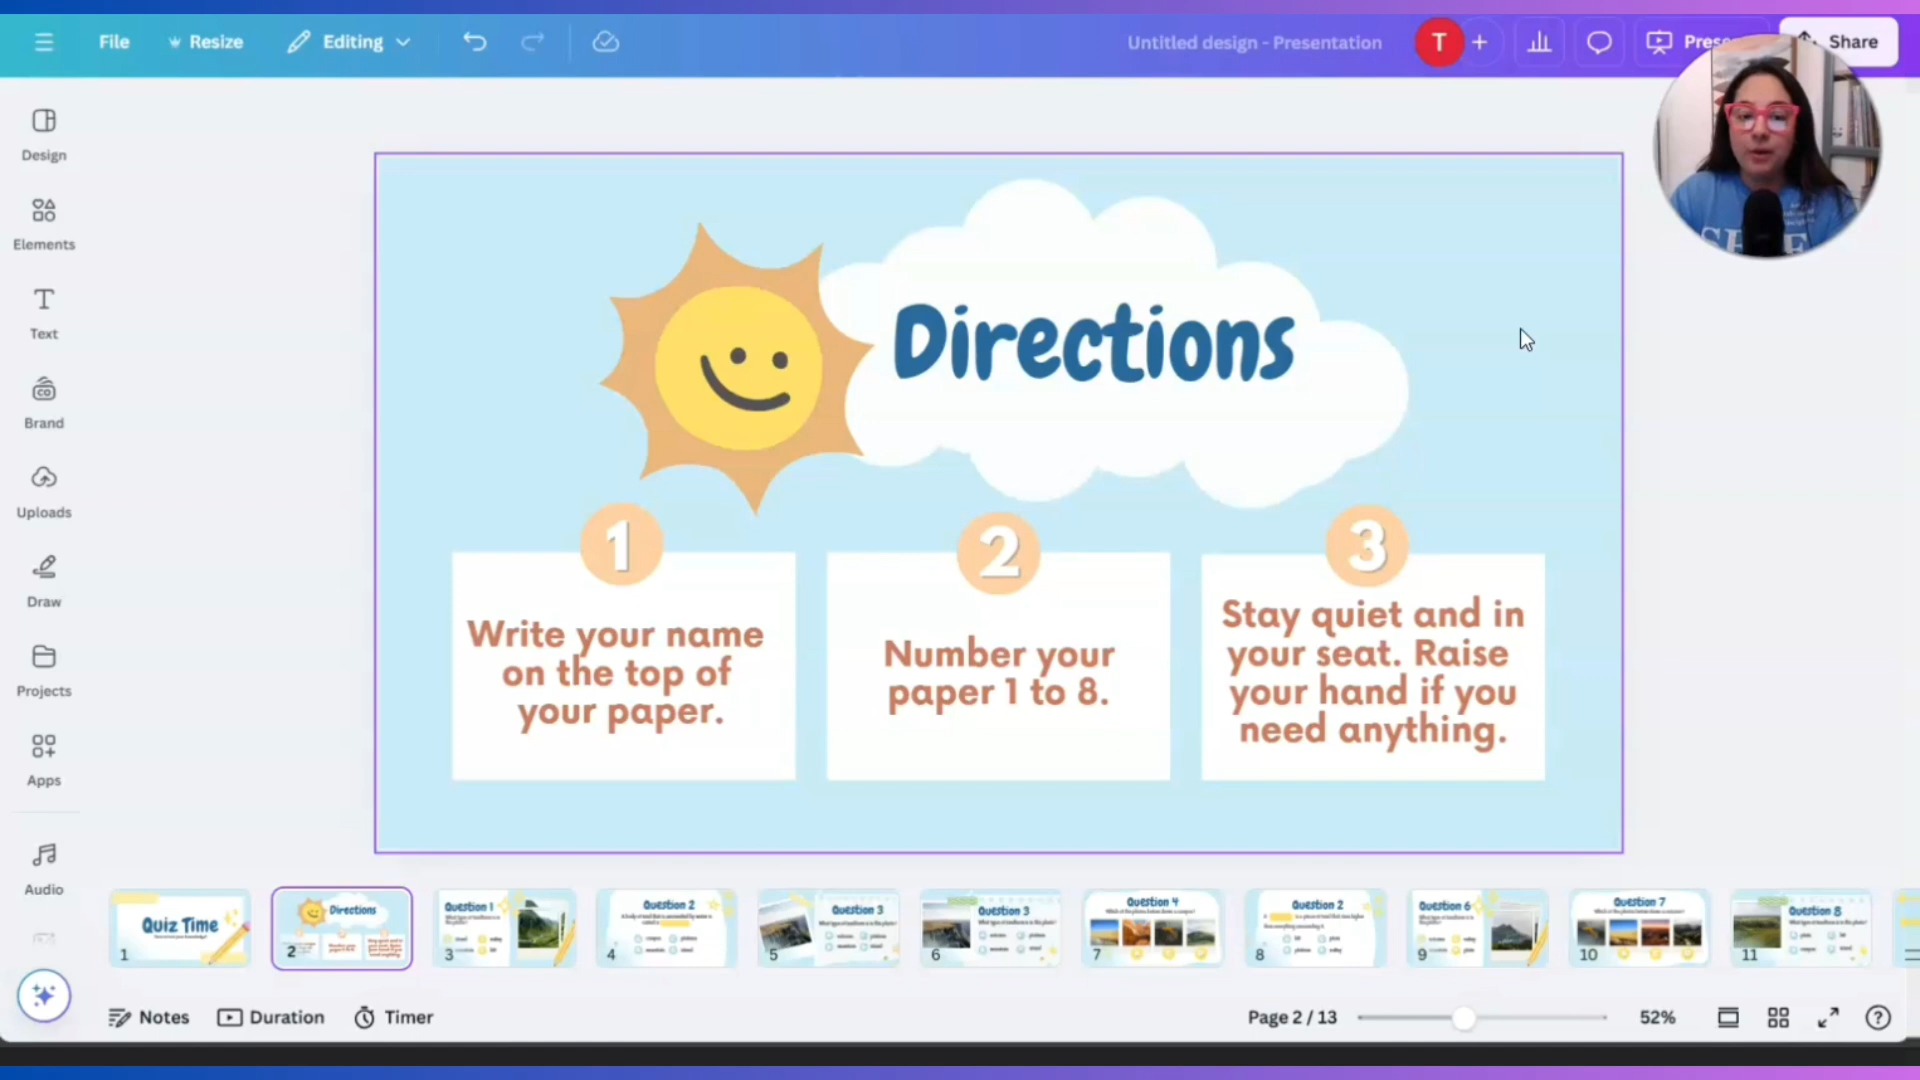 File
Resize
Editing
Untitled design - Presentation
T
Share
Design
Elements
Text
Brand
Uploads
Draw
Projects
Apps
Audio
Directions
1
2
3
Write your name
on the top of
your paper.
Number your
paper 1 to 8.
Stay quiet and in
your seat. Raise
your hand if you
need anything.
Quiz Time
1
Directions
2
Question 1
3
Question 2
4
Question 3
5
Question 3
6
Question 4
7
Question 2
8
Question 6
9
Question 7
10
Question 8
11
Notes
Duration
Timer
Page 2 / 13
52%